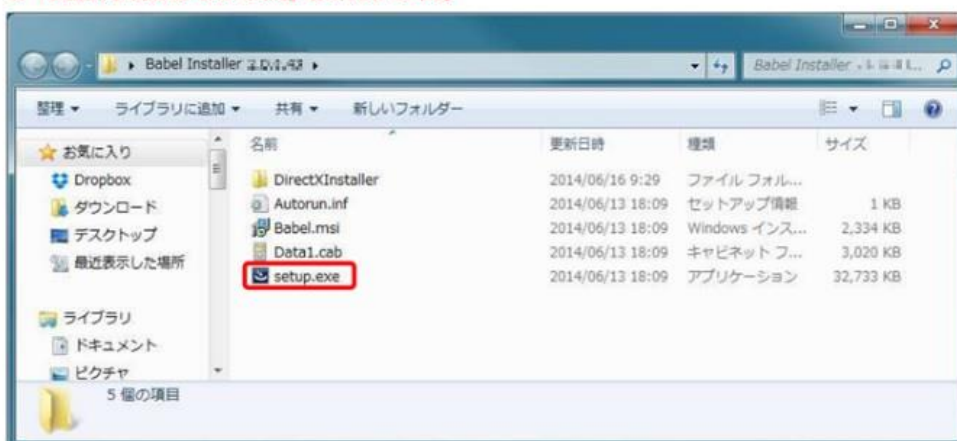 Babel Installer
Babel Installer
整理 ライブラリに追加 共有 新しいフォルダー
お気に入り
Dropbox
ダウンロード
デスクトップ
最近表示した場所
ライブラリ
ドキュメント
ピクチャ
名前 更新日時 種類 サイズ
DirectXInstaller 2014/06/16 9:29 ファイル フォル...
Autorun.inf 2014/06/13 18:09 セットアップ情報 1 KB
Babel.msi 2014/06/13 18:09 Windows インス... 2,334 KB
Data1.cab 2014/06/13 18:09 キャビネット フ... 3,020 KB
setup.exe 2014/06/13 18:09 アプリケーション 32,733 KB
5 個の項目